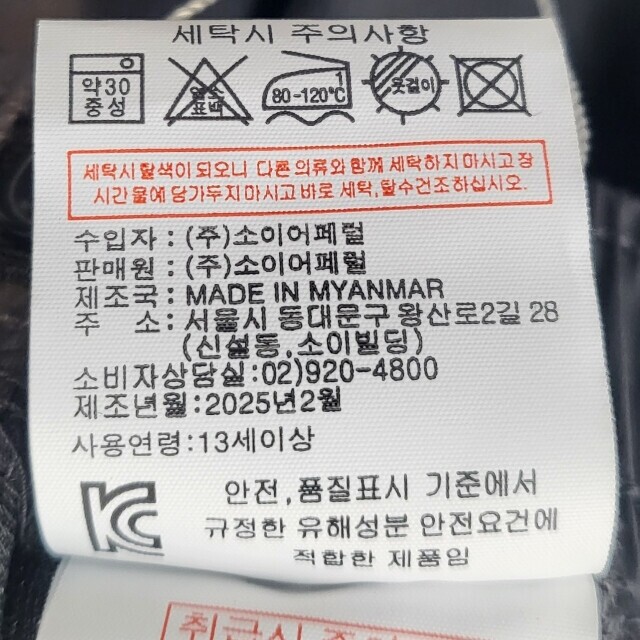 세탁시 주의사항
약30
중성
염소
표백
1
80-120℃
옷걸이
세탁시 탈색이 되오니 다른 의류와 함께 세탁하지 마시고 장
시간 물에 담가두지 마시고 바로 세탁,탈수건조하십시오.
수입자 : (주)소이어페럴
판매원 : (주)소이어페럴
제조국 : MADE IN MYANMAR
주 소 : 서울시 동대문구 왕산로2길 28
(신설동,소이빌딩)
소비자상담실:02)920-4800
제조년월:2025년2월
사용연령:13세이상
안전,품질표시 기준에서
규정한 유해성분 안전요건에
적합한 제품임
취급시